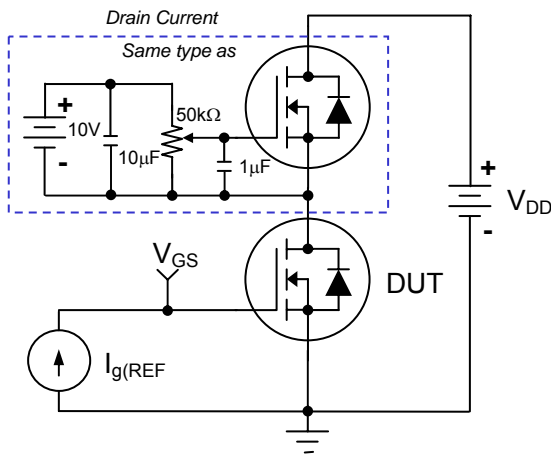 Drain Current
Same type as
+
10V
-
10µF
50kΩ
1µF
+
VDD
-
VGS
DUT
Ig(REF